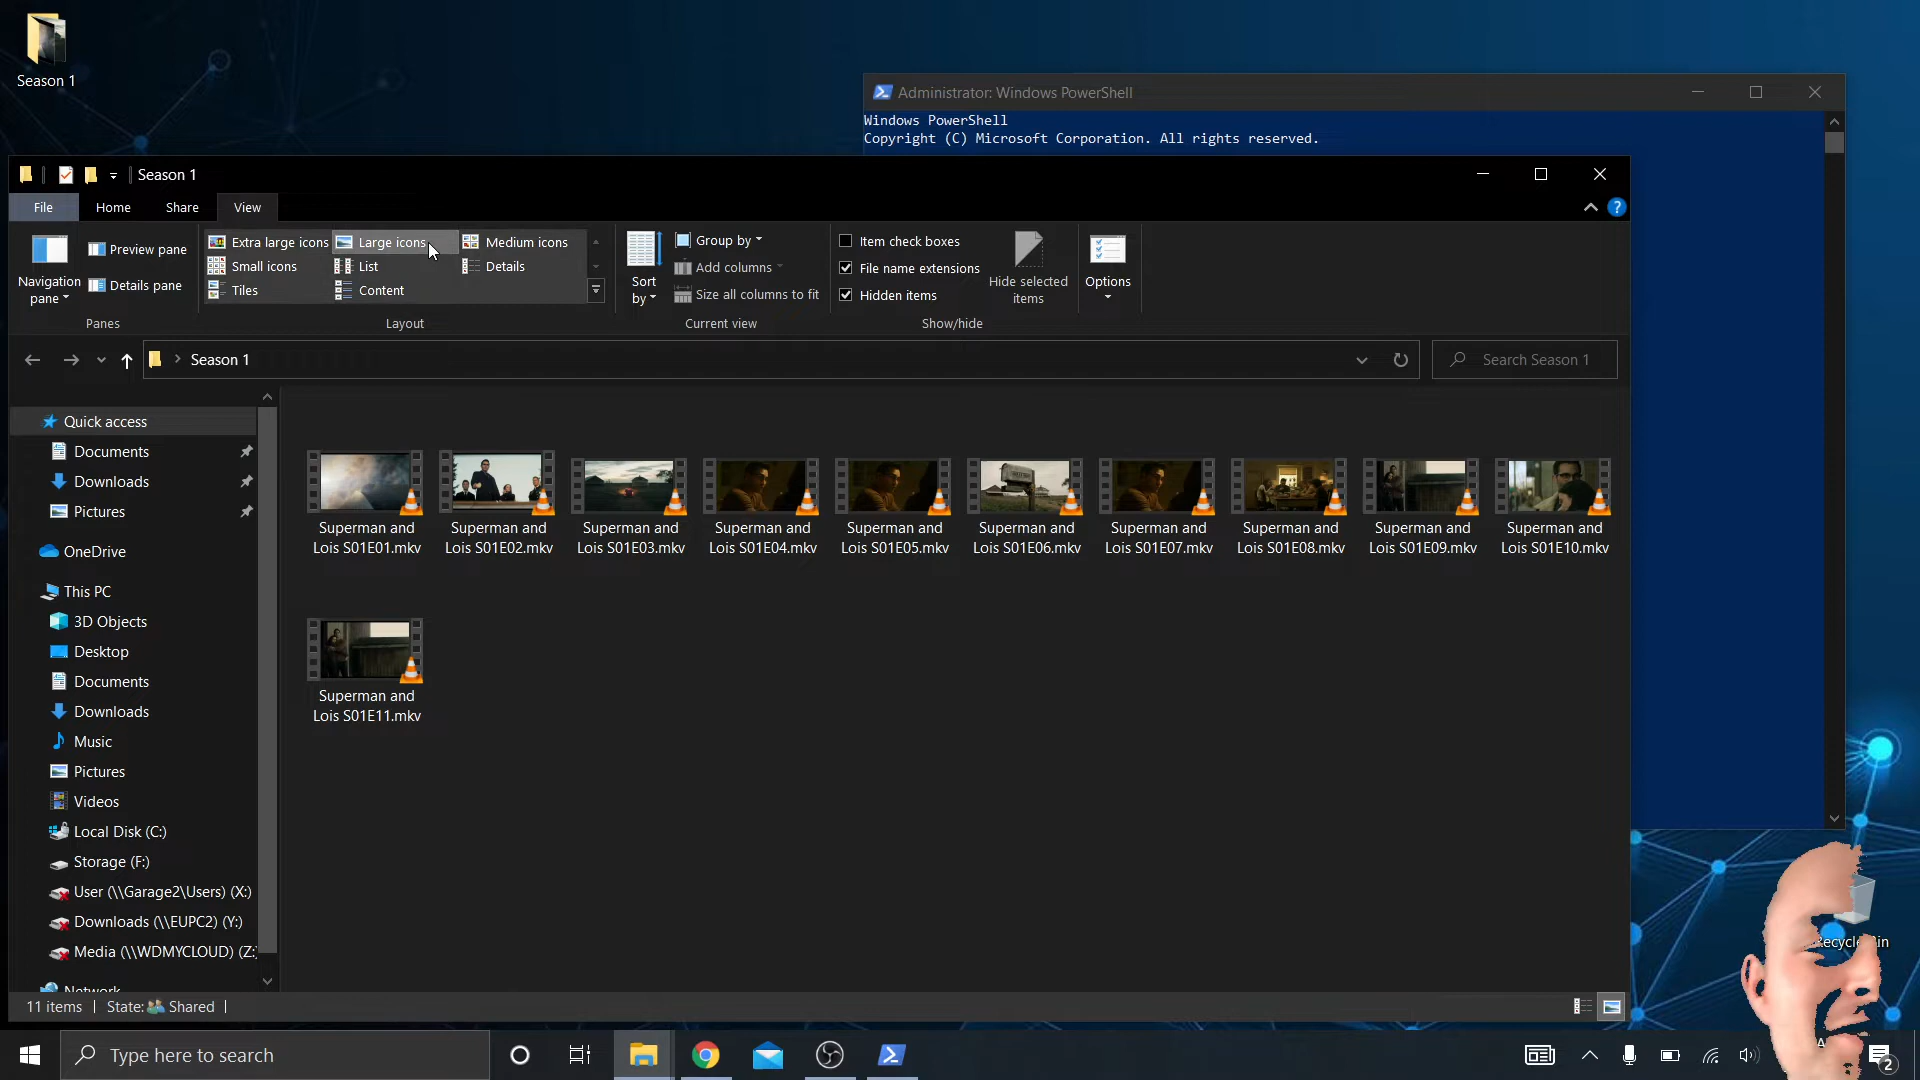 Season 1
Administrator: Windows PowerShell
Windows PowerShell
Copyright (C) Microsoft Corporation. All rights reserved.
Season 1
File Home Share View
Navigation pane
Preview pane
Details pane
Panes
Extra large icons Large icons Medium icons
Small icons List Details
Tiles Content
Layout
Sort by
Group by
Add columns
Size all columns to fit
Current view
Item check boxes
File name extensions
Hidden items
Hide selected items
Show/hide
Options
Season 1
Search Season 1
Quick access
Documents
Downloads
Pictures
OneDrive
This PC
3D Objects
Desktop
Documents
Downloads
Music
Pictures
Videos
Local Disk (C:)
Storage (F:)
User (\\Garage2\Users) (X:)
Downloads (\\EUPC2) (Y:)
Media (\\WDMYCLOUD) (Z:
Network
Superman and Lois S01E01.mkv
Superman and Lois S01E02.mkv
Superman and Lois S01E03.mkv
Superman and Lois S01E04.mkv
Superman and Lois S01E05.mkv
Superman and Lois S01E06.mkv
Superman and Lois S01E07.mkv
Superman and Lois S01E08.mkv
Superman and Lois S01E09.mkv
Superman and Lois S01E10.mkv
Superman and Lois S01E11.mkv
11 items State: Shared
Recycle Bin
Type here to search
2